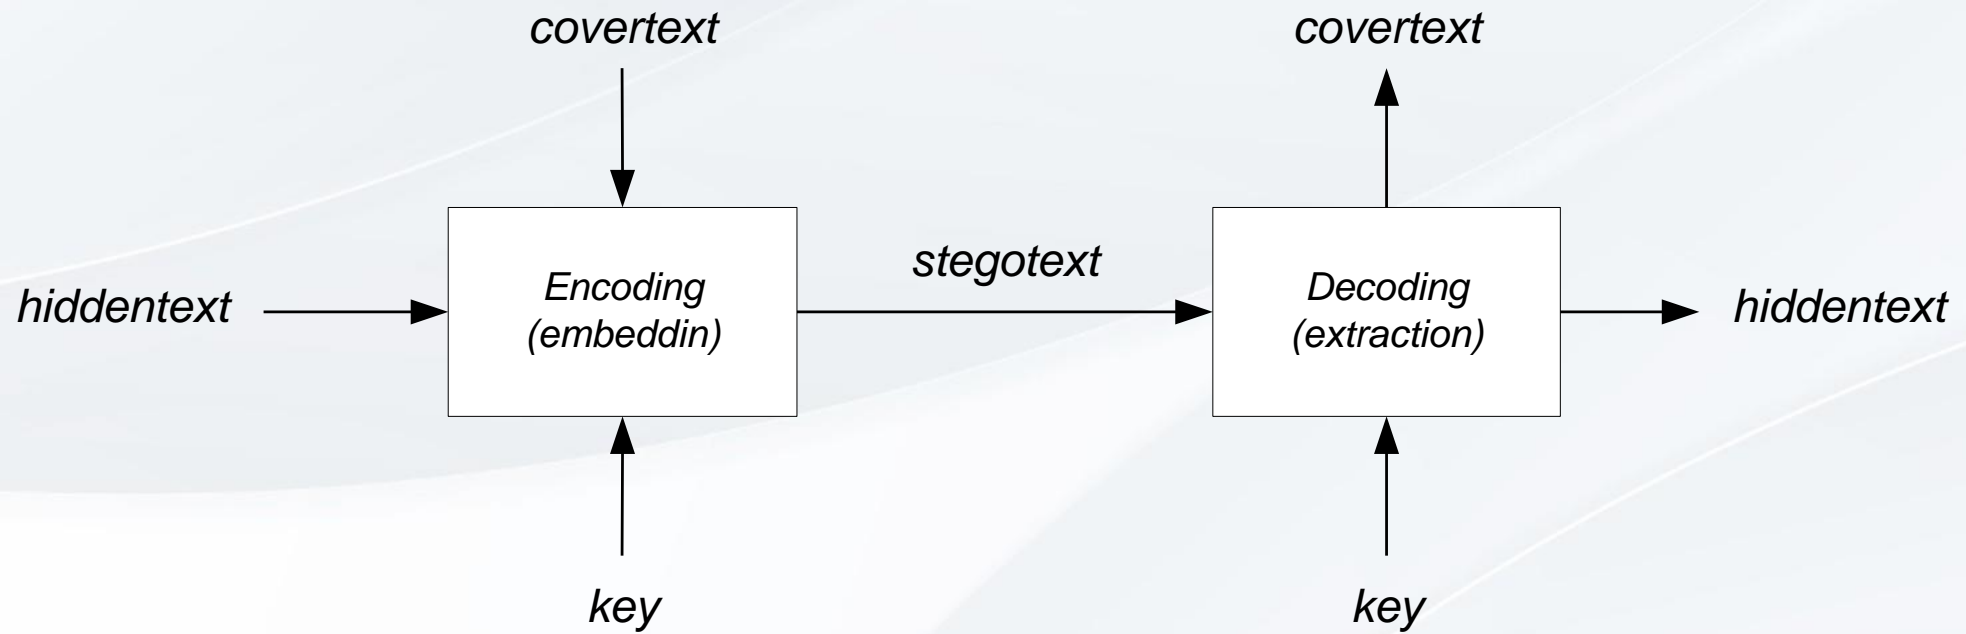 covertext
covertext
hiddentext
Encoding
(embeddin)
stegotext
Decoding
(extraction)
hiddentext
key
key